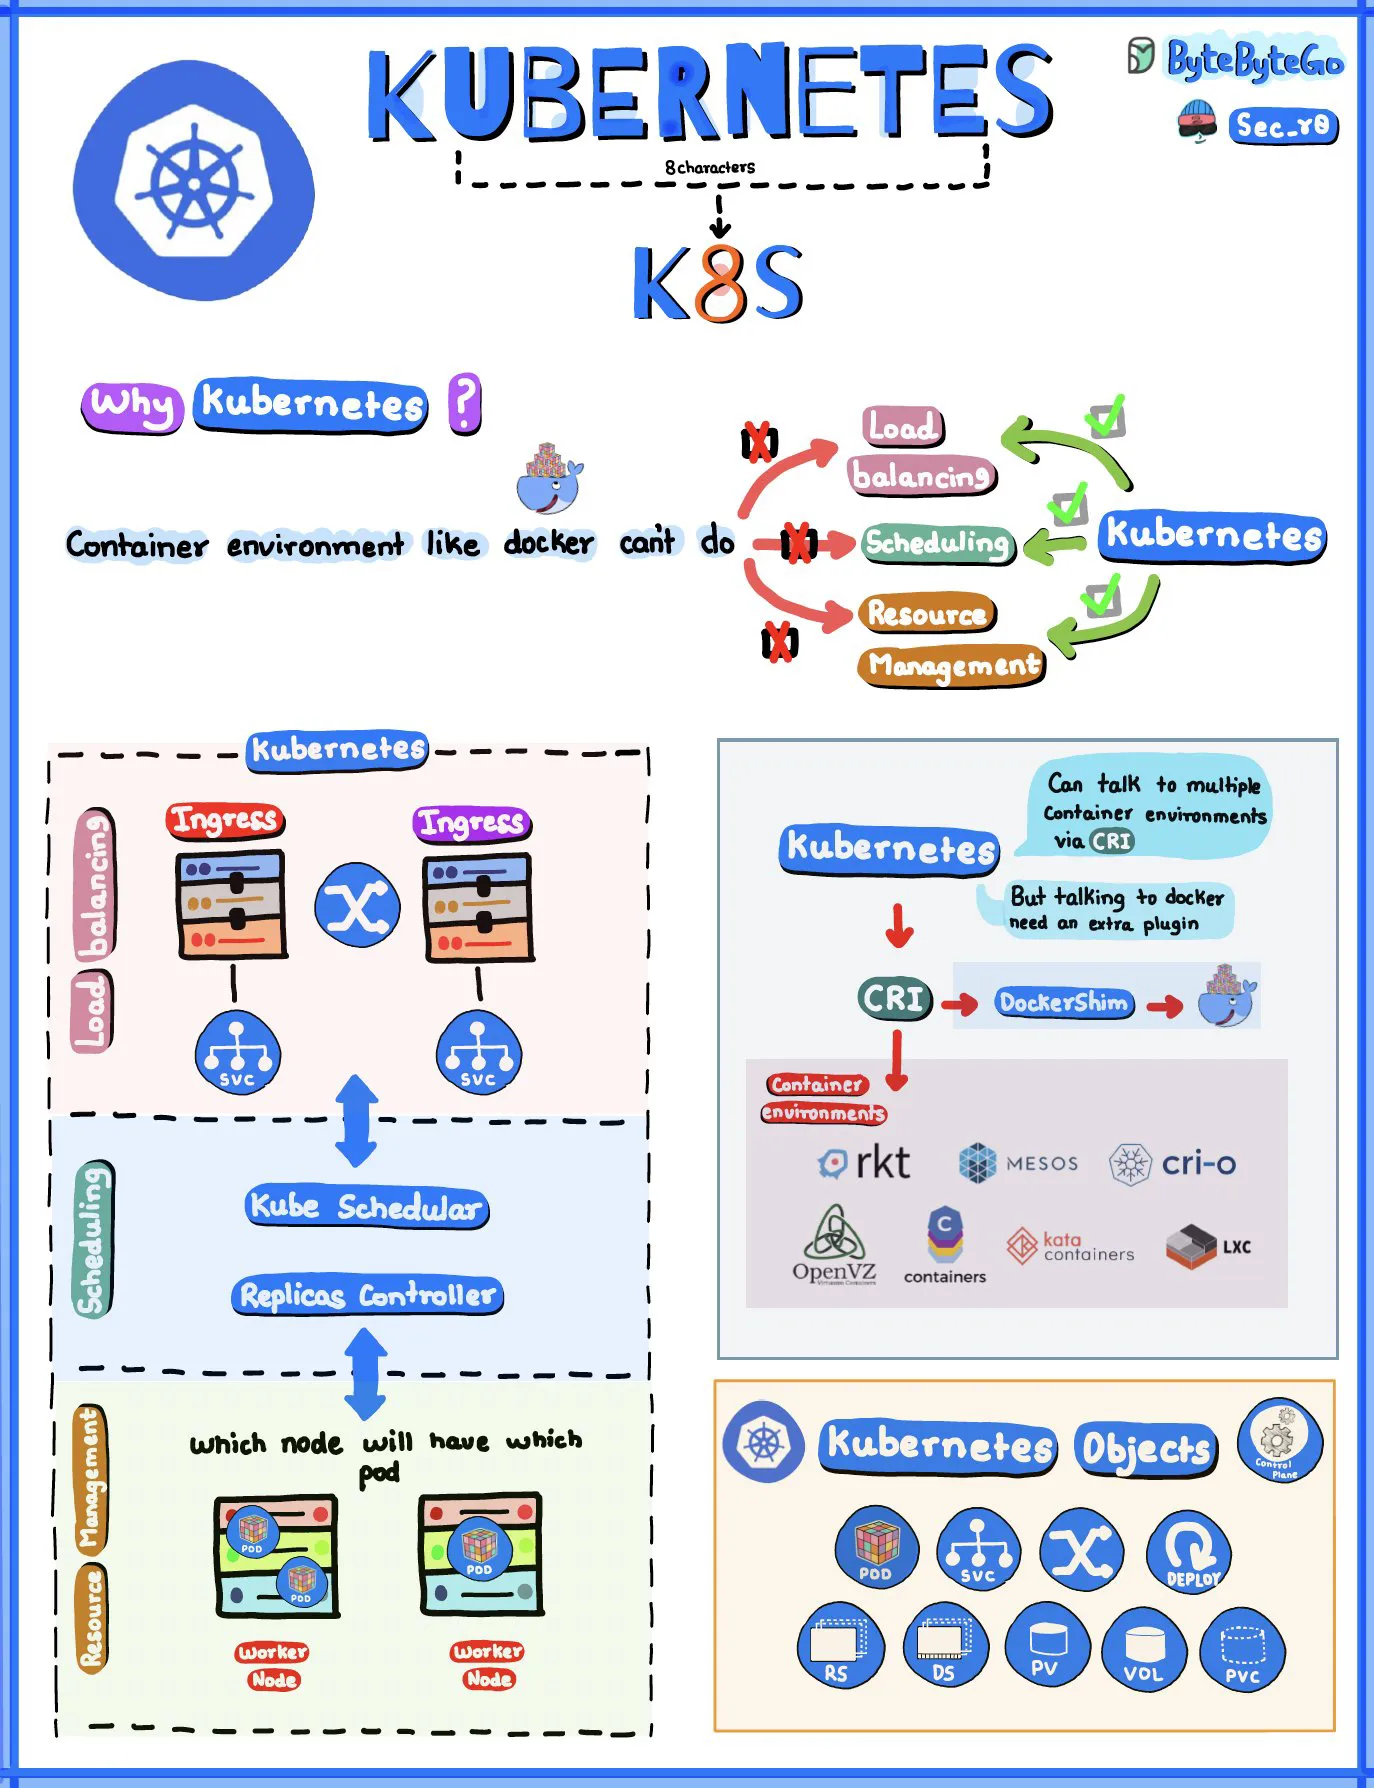 KUBERNETES
ByteByteGo
Sec_r0
8 characters
K8S
Why Kubernetes ?
Container environment like docker can't do
Load
balancing
Scheduling
Resource
Management
Kubernetes
Kubernetes
Load balancing
Ingress
Ingress
SVC
SVC
Scheduling
Kube Schedular
Replicas Controller
Resource Management
Which node will have which
pod
POD
POD
POD
Worker
Node
Worker
Node
Kubernetes
Can talk to multiple
Container environments
via CRI
But talking to docker
need an extra plugin
CRI
DockerShim
Container
environments
rkt
MESOS
cri-o
OpenVZ
Virtuozzo Containers
C
containers
kata
containers
LXC
Kubernetes Objects
Control
Plane
POD
SVC
DEPLOY
RS
DS
PV
VOL
PVC